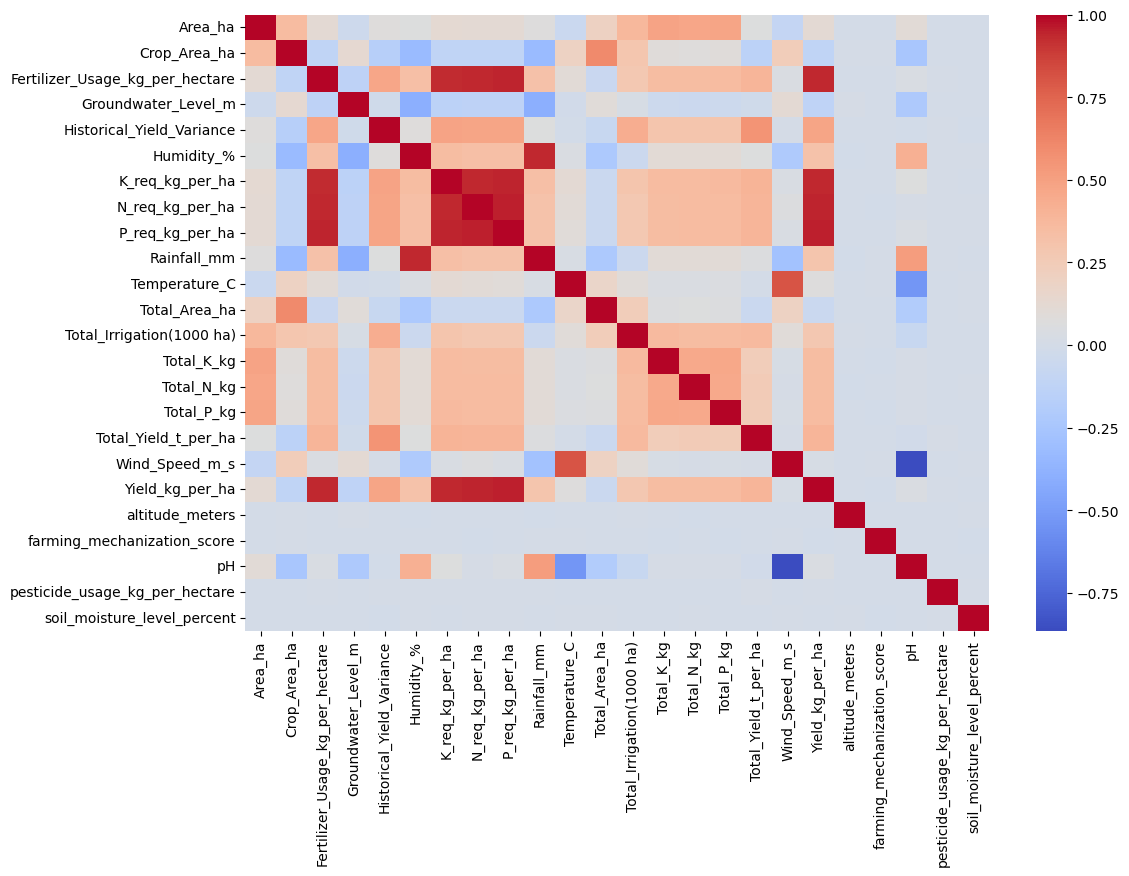 Area_ha
Crop_Area_ha
Fertilizer_Usage_kg_per_hectare
Groundwater_Level_m
Historical_Yield_Variance
Humidity_%
K_req_kg_per_ha
N_req_kg_per_ha
P_req_kg_per_ha
Rainfall_mm
Temperature_C
Total_Area_ha
Total_Irrigation(1000 ha)
Total_K_kg
Total_N_kg
Total_P_kg
Total_Yield_t_per_ha
Wind_Speed_m_s
Yield_kg_per_ha
altitude_meters
farming_mechanization_score
pH
pesticide_usage_kg_per_hectare
soil_moisture_level_percent
Area_ha
Crop_Area_ha
Fertilizer_Usage_kg_per_hectare
Groundwater_Level_m
Historical_Yield_Variance
Humidity_%
K_req_kg_per_ha
N_req_kg_per_ha
P_req_kg_per_ha
Rainfall_mm
Temperature_C
Total_Area_ha
Total_Irrigation(1000 ha)
Total_K_kg
Total_N_kg
Total_P_kg
Total_Yield_t_per_ha
Wind_Speed_m_s
Yield_kg_per_ha
altitude_meters
farming_mechanization_score
pH
pesticide_usage_kg_per_hectare
soil_moisture_level_percent
1.00
0.75
0.50
0.25
0.00
−0.25
−0.50
−0.75